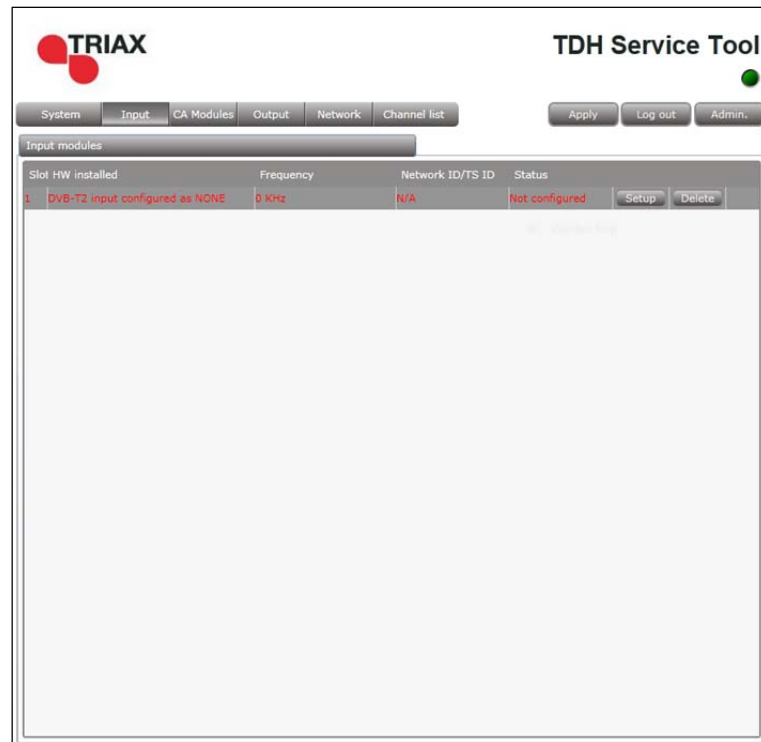 TRIAX
TDH Service Tool
System Input CA Modules Output Network Channel list Apply Log out Admin.
Input modules
Slot HW installed Frequency Network ID/TS ID Status
1 DVB-T2 input configured as NONE 0 KHz N/A Not configured Setup Delete